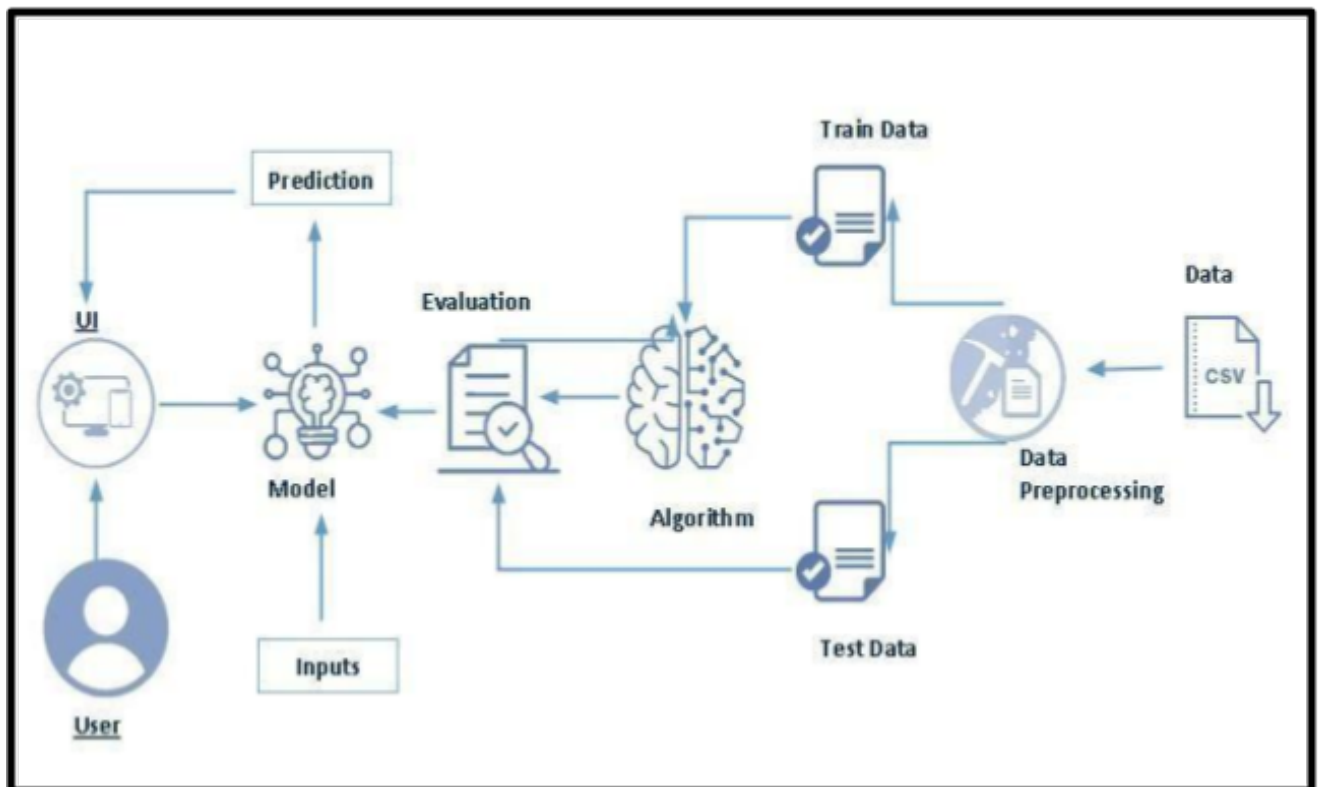 Train Data
Prediction
Data
Evaluation
UI
CSV
Data
Preprocessing
Model
Algorithm
Test Data
Inputs
User